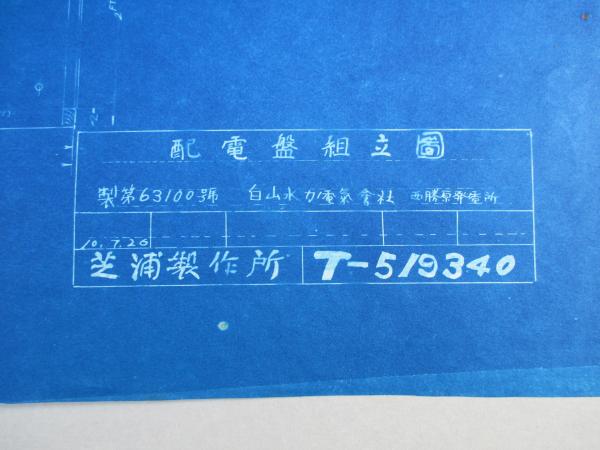 配電盤組立圖
製第63100號 白山水力電氣會社 西勝原発電所
10.7.26
芝浦製作所 T-519340